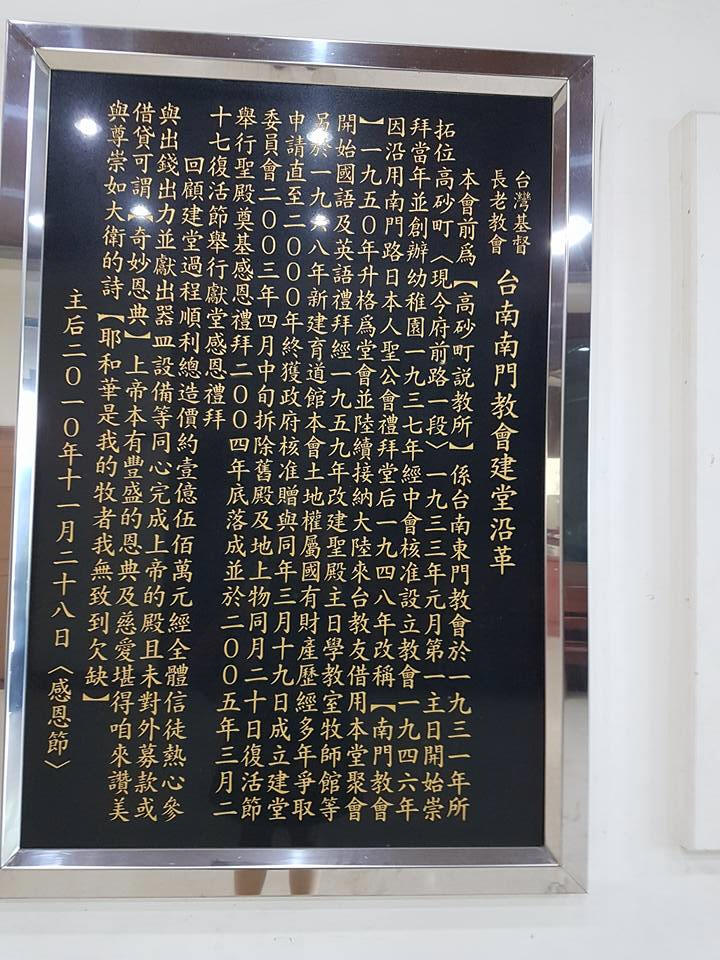 台灣基督
長老教會
台南南門教會建堂沿革
本會前爲【高砂町説教所】係台南東門教會於一九三一年所
拓位高砂町〈現今府前路一段〉一九三三年元月第一主日開始崇
拜當年並創辦幼稚園一九三七年經中會核准設立教會一九四六年
因沿用南門路日本人聖公會禮拜堂后一九四八年改稱【南門教會
】一九五０年升格爲堂會並陸續接納大陸來台教友借用本堂聚會
開始國語及英語禮拜經一九五九年改建聖殿主日學教室牧師館等
於一九六八年新建育道館本會土地權屬國有財産歷經多年爭取
申請直至二０００年終獲政府核准贈與同年三月十九日成立建堂
委員會二００三年四月中旬拆除舊殿及地上物同月二十日復活節
舉行聖殿奠基感恩禮拜二００四年底落成並於二００五年三月二
十七復活節舉行獻堂感恩禮拜
回顧建堂過程順利總造價約壹億伍佰萬元經全體信徒熱心參
與出錢出力並獻出器皿設備等同心完成上帝的殿且未對外募款或
借貸可謂【奇妙恩典】上帝本有豐盛的恩典及慈愛堪得咱來讚美
與尊崇如大衛的詩【耶和華是我的牧者我無致到欠缺】
主后二０一０年十一月二十八日〈感恩節〉